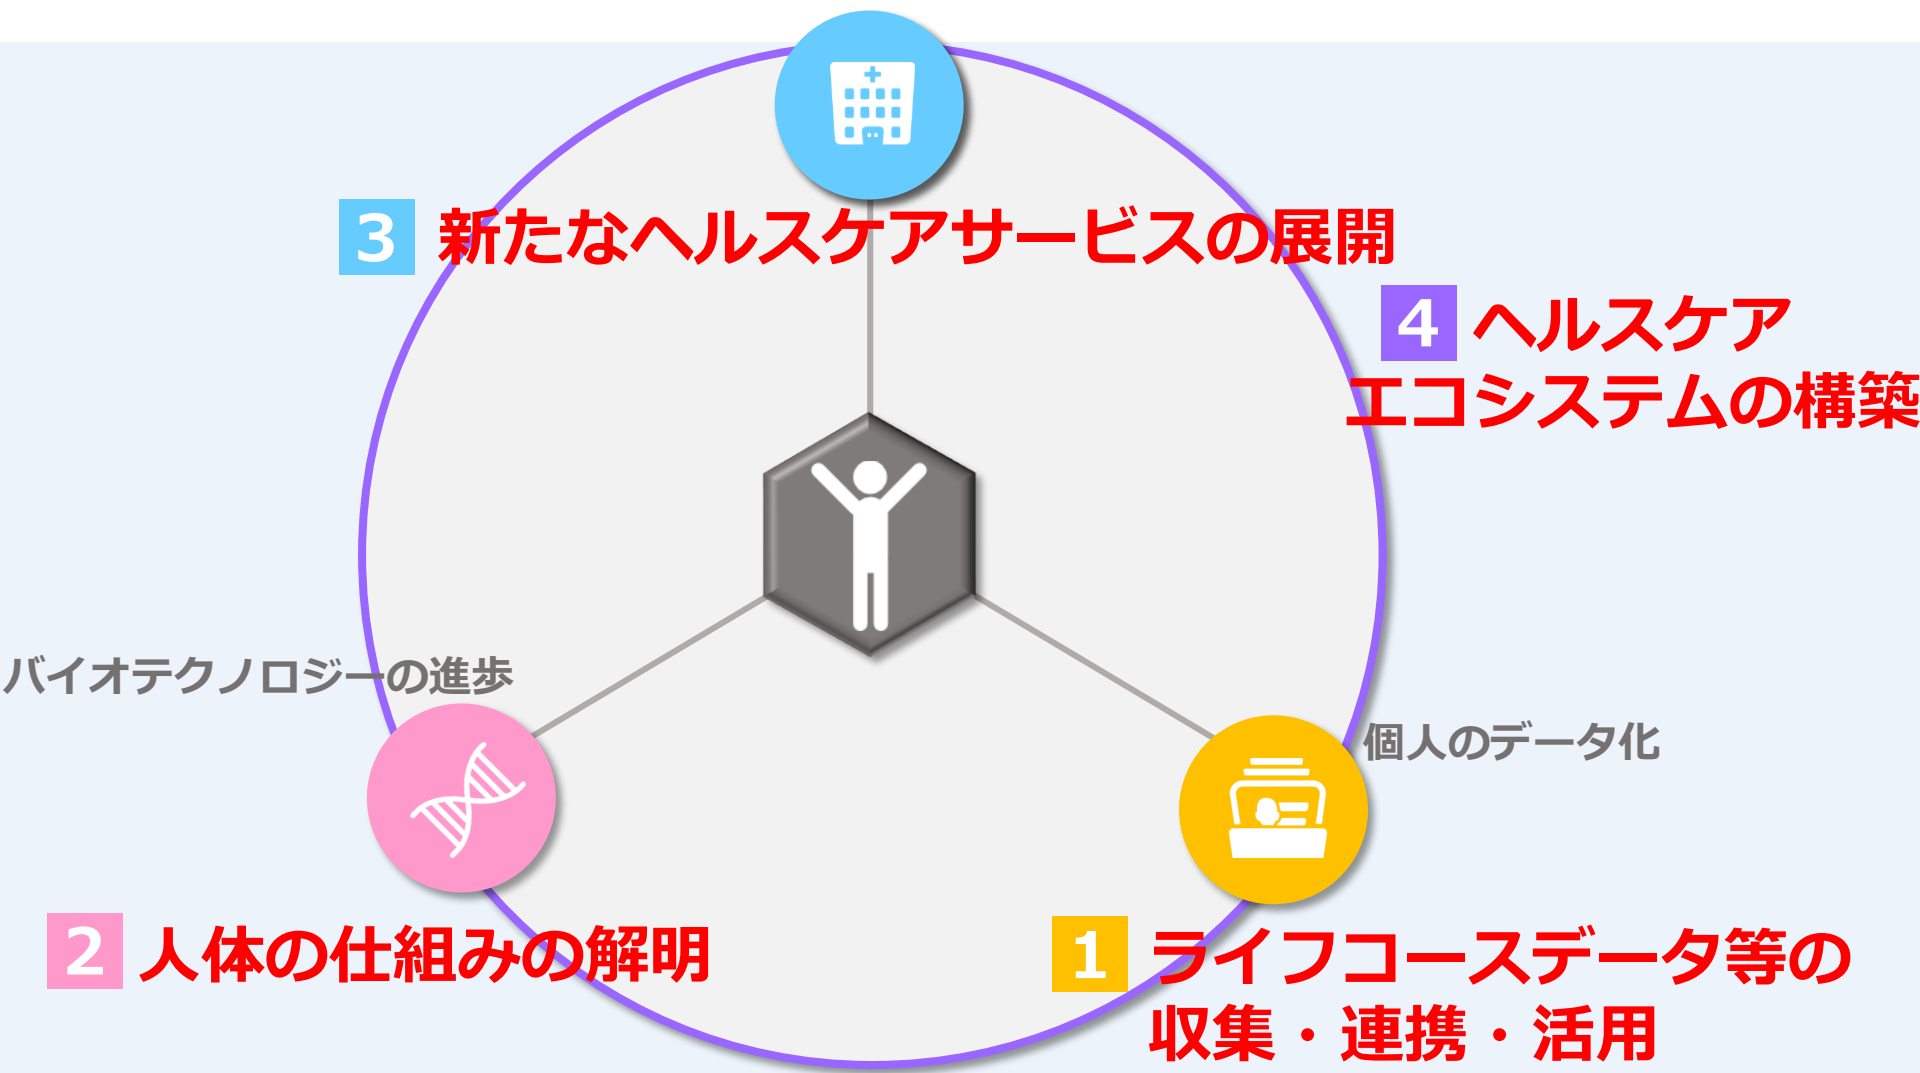 3 新たなヘルスケアサービスの展開
4 ヘルスケア
エコシステムの構築
バイオテクノロジーの進歩
個人のデータ化
2 人体の仕組みの解明
1 ライフコースデータ等の
収集・連携・活用